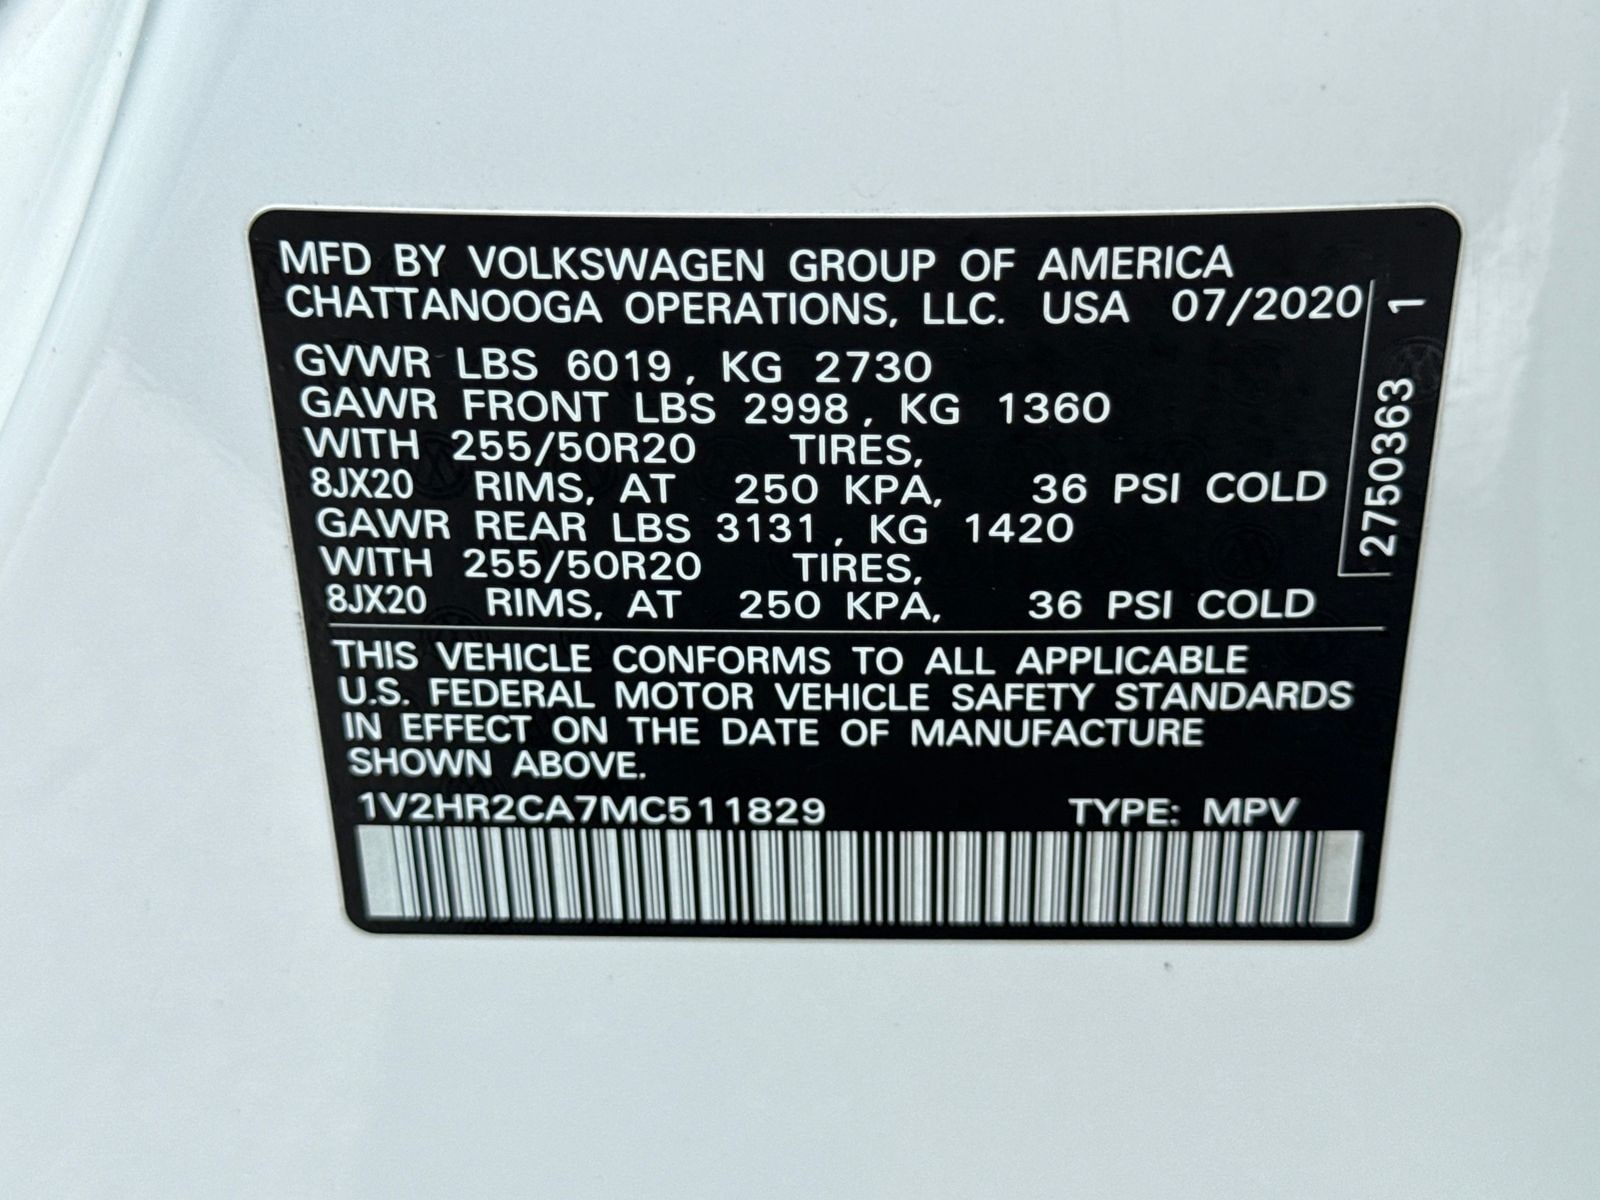 MFD BY VOLKSWAGEN GROUP OF AMERICA
CHATTANOOGA OPERATIONS, LLC. USA 07/2020
GVWR LBS 6019, KG 2730
GAWR FRONT LBS 2998, KG 1360
WITH 255/50R20 TIRES,
8JX20 RIMS, AT 250 KPA, 36 PSI COLD
GAWR REAR LBS 3131, KG 1420
WITH 255/50R20 TIRES,
8JX20 RIMS, AT 250 KPA, 36 PSI COLD
2750363 1
THIS VEHICLE CONFORMS TO ALL APPLICABLE
U.S. FEDERAL MOTOR VEHICLE SAFETY STANDARDS
IN EFFECT ON THE DATE OF MANUFACTURE
SHOWN ABOVE.
1V2HR2CA7MC511829 TYPE: MPV